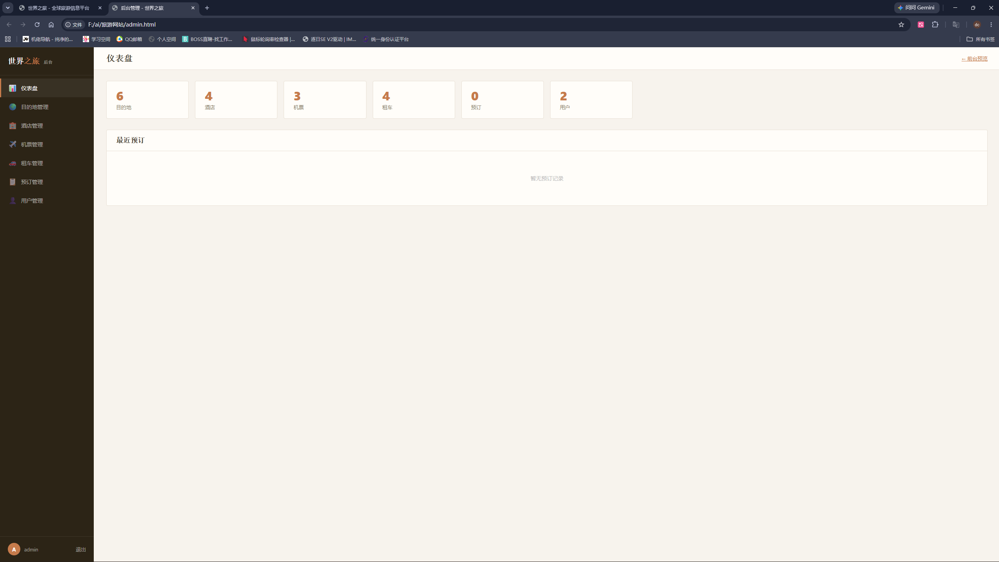 世界之旅 - 全球旅游信息平台
后台管理 - 世界之旅
问问 Gemini
文件
F:/ai/旅游网站/admin.html
dc
机佬导航 - 纯净的...
学习空间
QQ邮箱
个人空间
BOSS直聘-找工作...
鼠标轮询率检查器 |...
逐日SE V2驱动 | IM...
统一身份认证平台
所有书签
世界之旅 后台
仪表盘
目的地管理
酒店管理
机票管理
租车管理
预订管理
用户管理
A
admin
退出
仪表盘
← 前台预览
6
目的地
4
酒店
3
机票
4
租车
0
预订
2
用户
最近预订
暂无预订记录